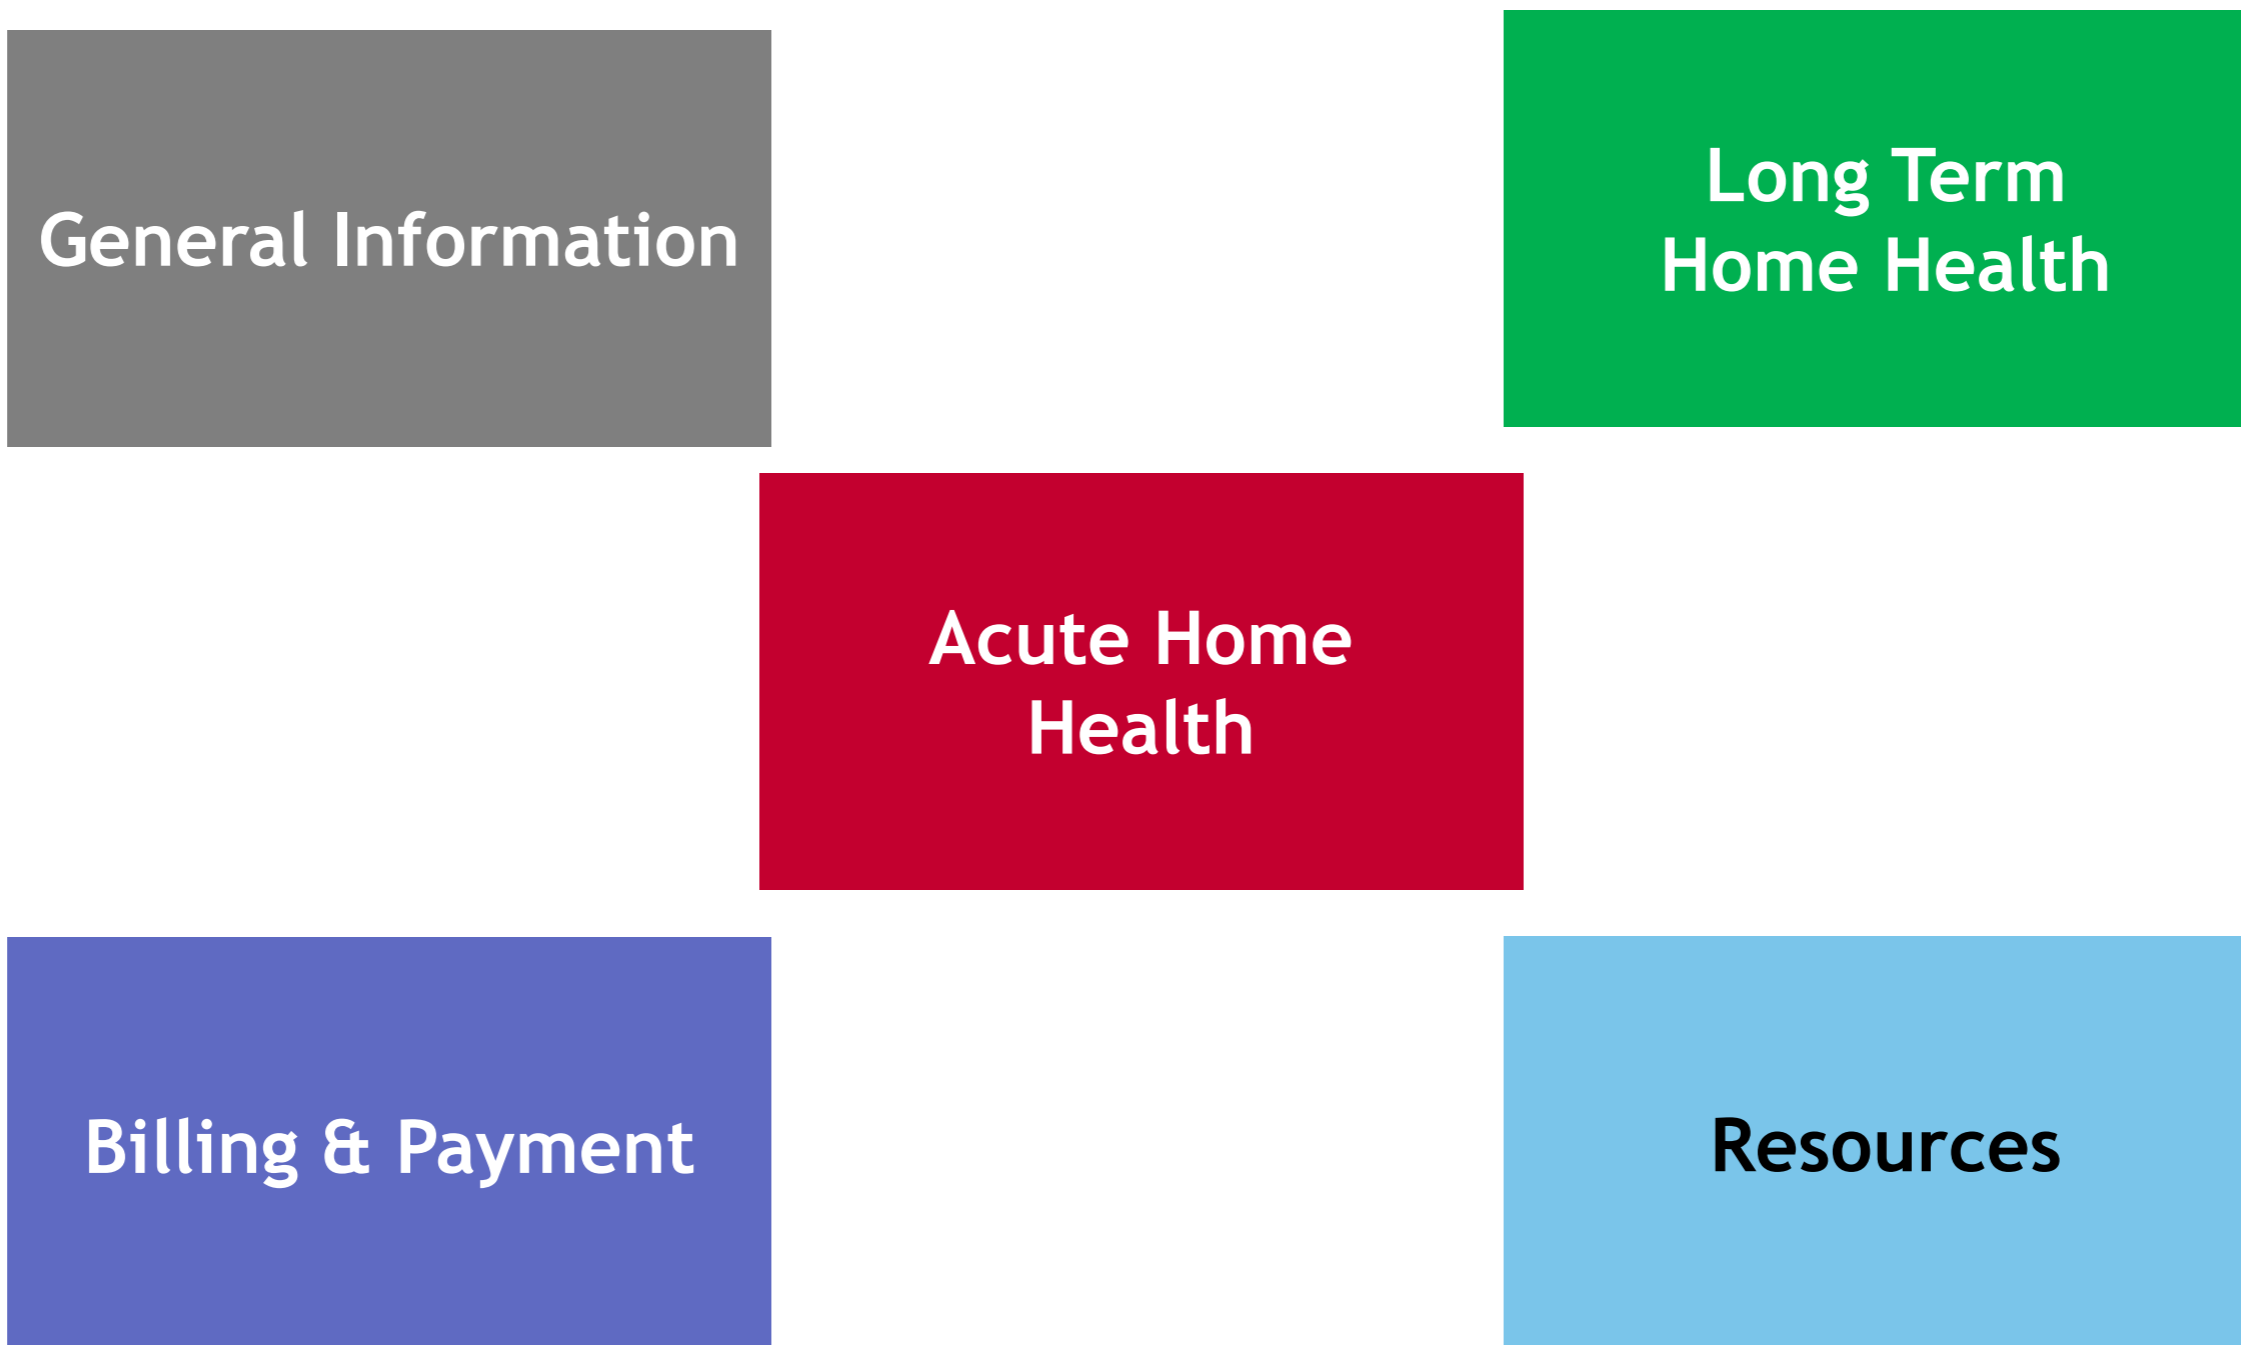 General Information
Long Term
Home Health
Acute Home
Health
Billing & Payment
Resources